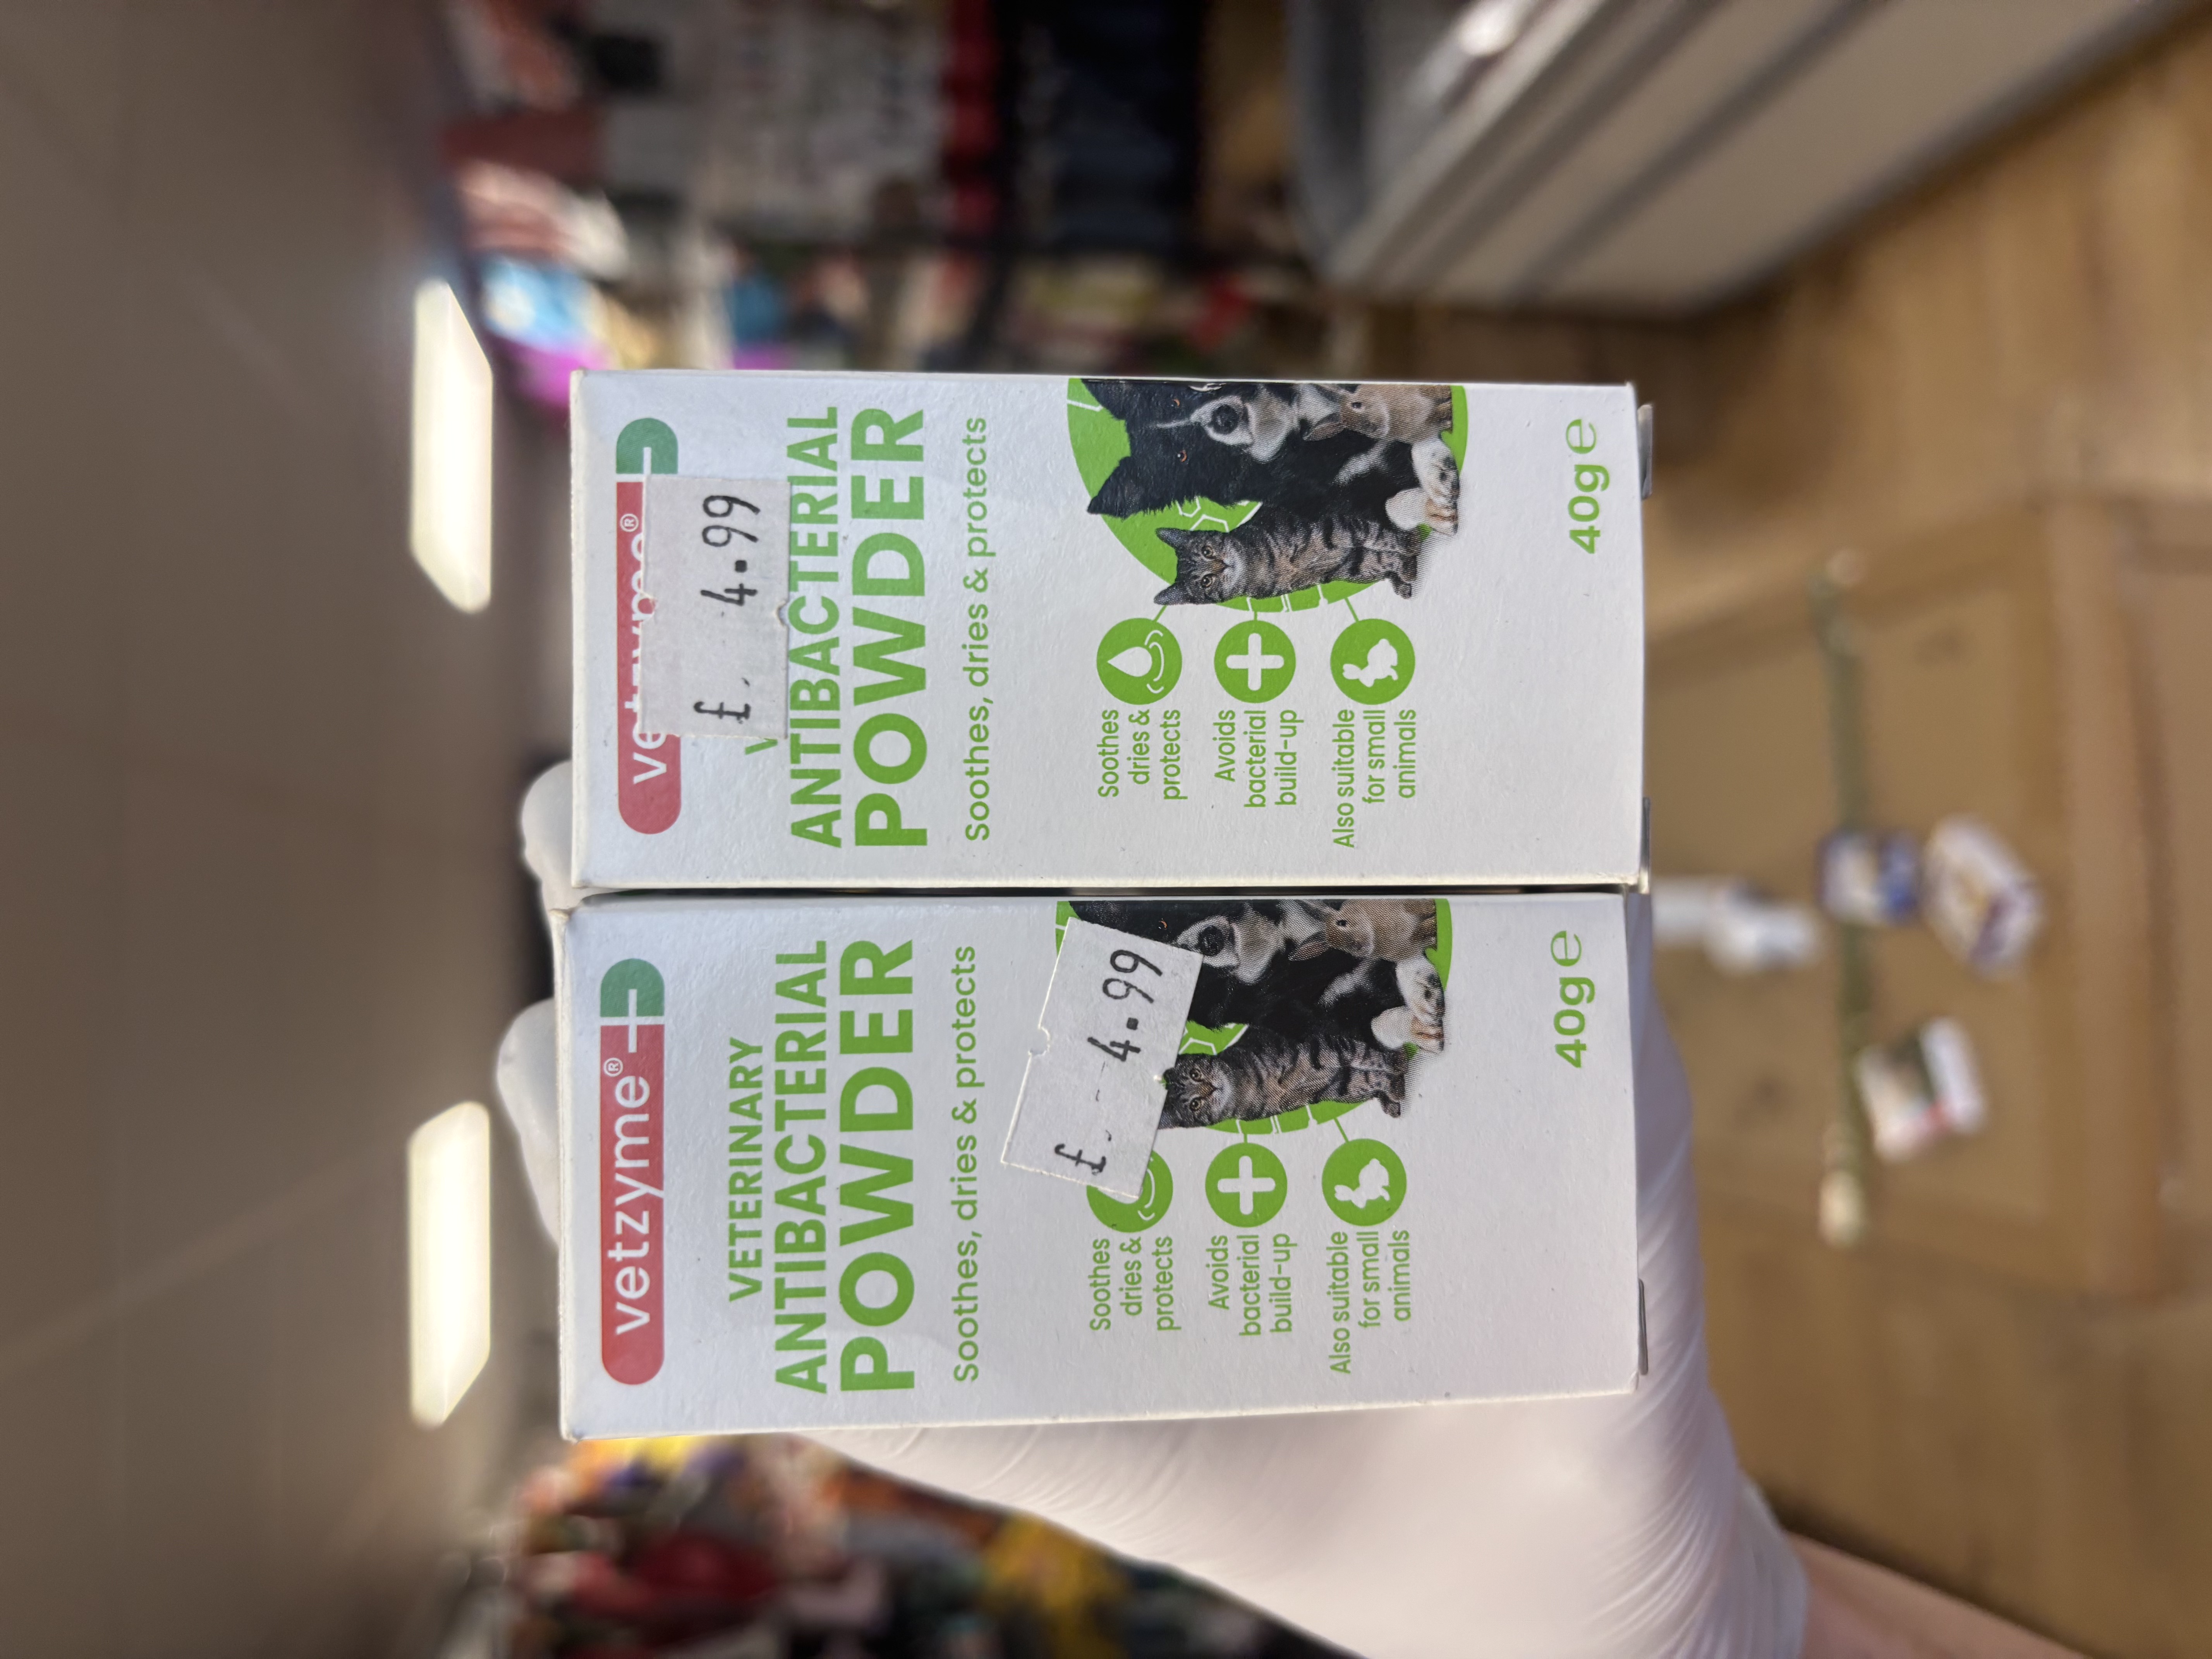 vetzyme®
VETERINARY
ANTIBACTERIAL
POWDER
Soothes, dries & protects
£. - 4.99
Soothes
dries &
protects
Avoids
bacterial
build-up
Also suitable
for small
animals
40g e
£. 4.99
ANTIBACTERIAL
POWDER
Soothes, dries & protects
Soothes
dries &
protects
Avoids
bacterial
build-up
Also suitable
for small
animals
40g e